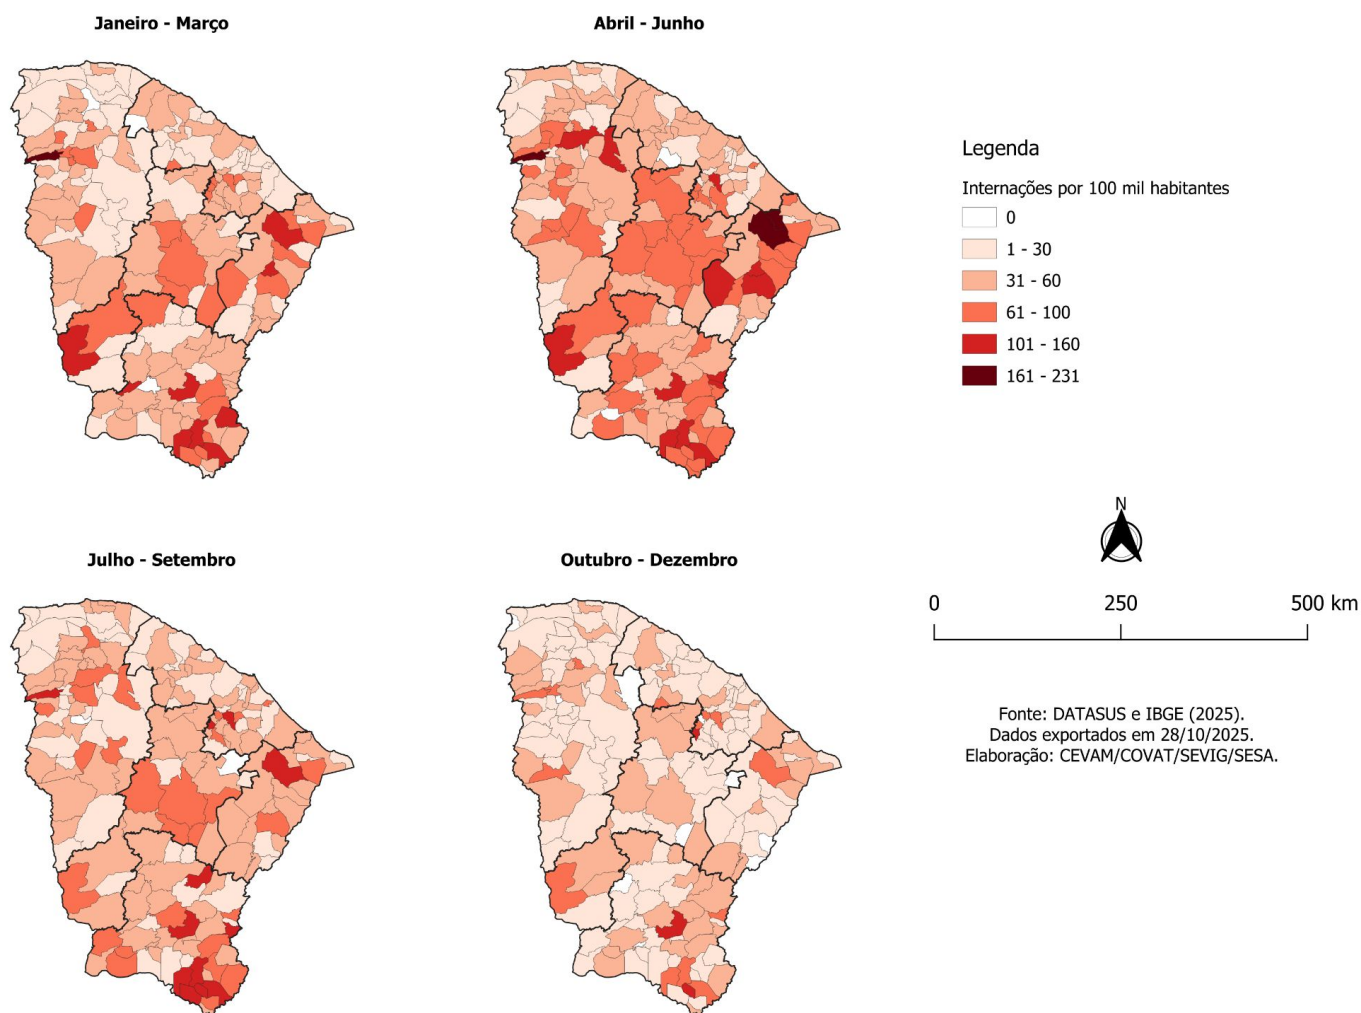 Janeiro - Março
Abril - Junho
Legenda
Internações por 100 mil habitantes
0
1 - 30
31 - 60
61 - 100
101 - 160
161 - 231
N
Julho - Setembro
Outubro - Dezembro
0 250 500 km
Fonte: DATASUS e IBGE (2025).
Dados exportados em 28/10/2025.
Elaboração: CEVAM/COVAT/SEVIG/SESA.